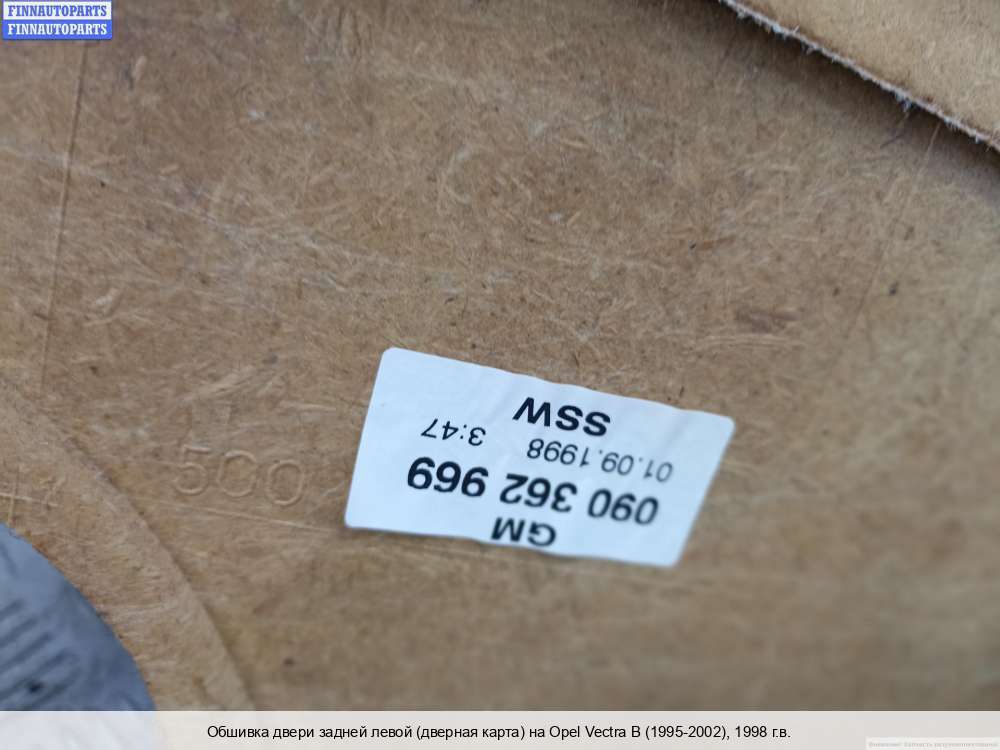 FINNAUTOPARTS
FINNAUTOPARTS
500
GM
090 362 969
01.09.1998 3:47
SSW
Обшивка двери задней левой (дверная карта) на Opel Vectra B (1995-2002), 1998 г.в.